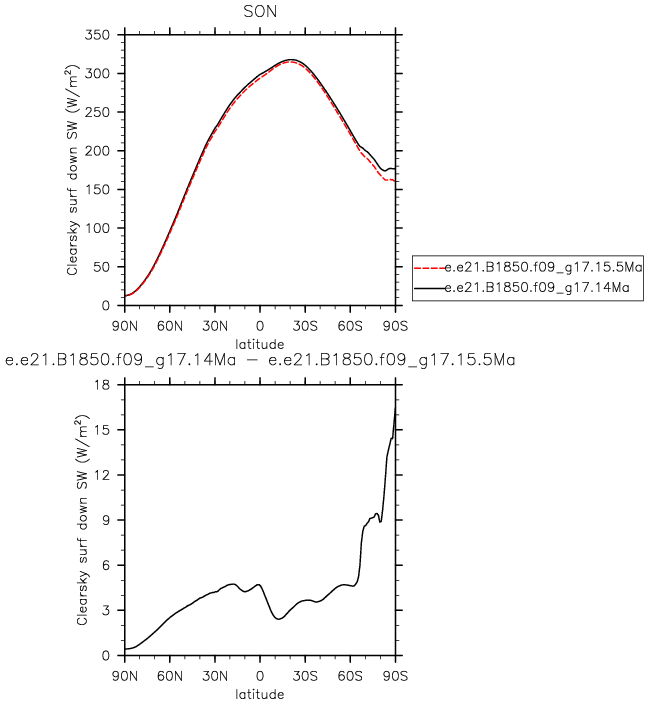 SON
350
300
250
200
150
100
50
0
Clearsky surf down SW (W/m²)
90N 60N 30N 0 30S 60S 90S
latitude
e.e21.B1850.f09_g17.15.5Ma
e.e21.B1850.f09_g17.14Ma
e.e21.B1850.f09_g17.14Ma − e.e21.B1850.f09_g17.15.5Ma
18
15
12
9
6
3
0
Clearsky surf down SW (W/m²)
90N 60N 30N 0 30S 60S 90S
latitude